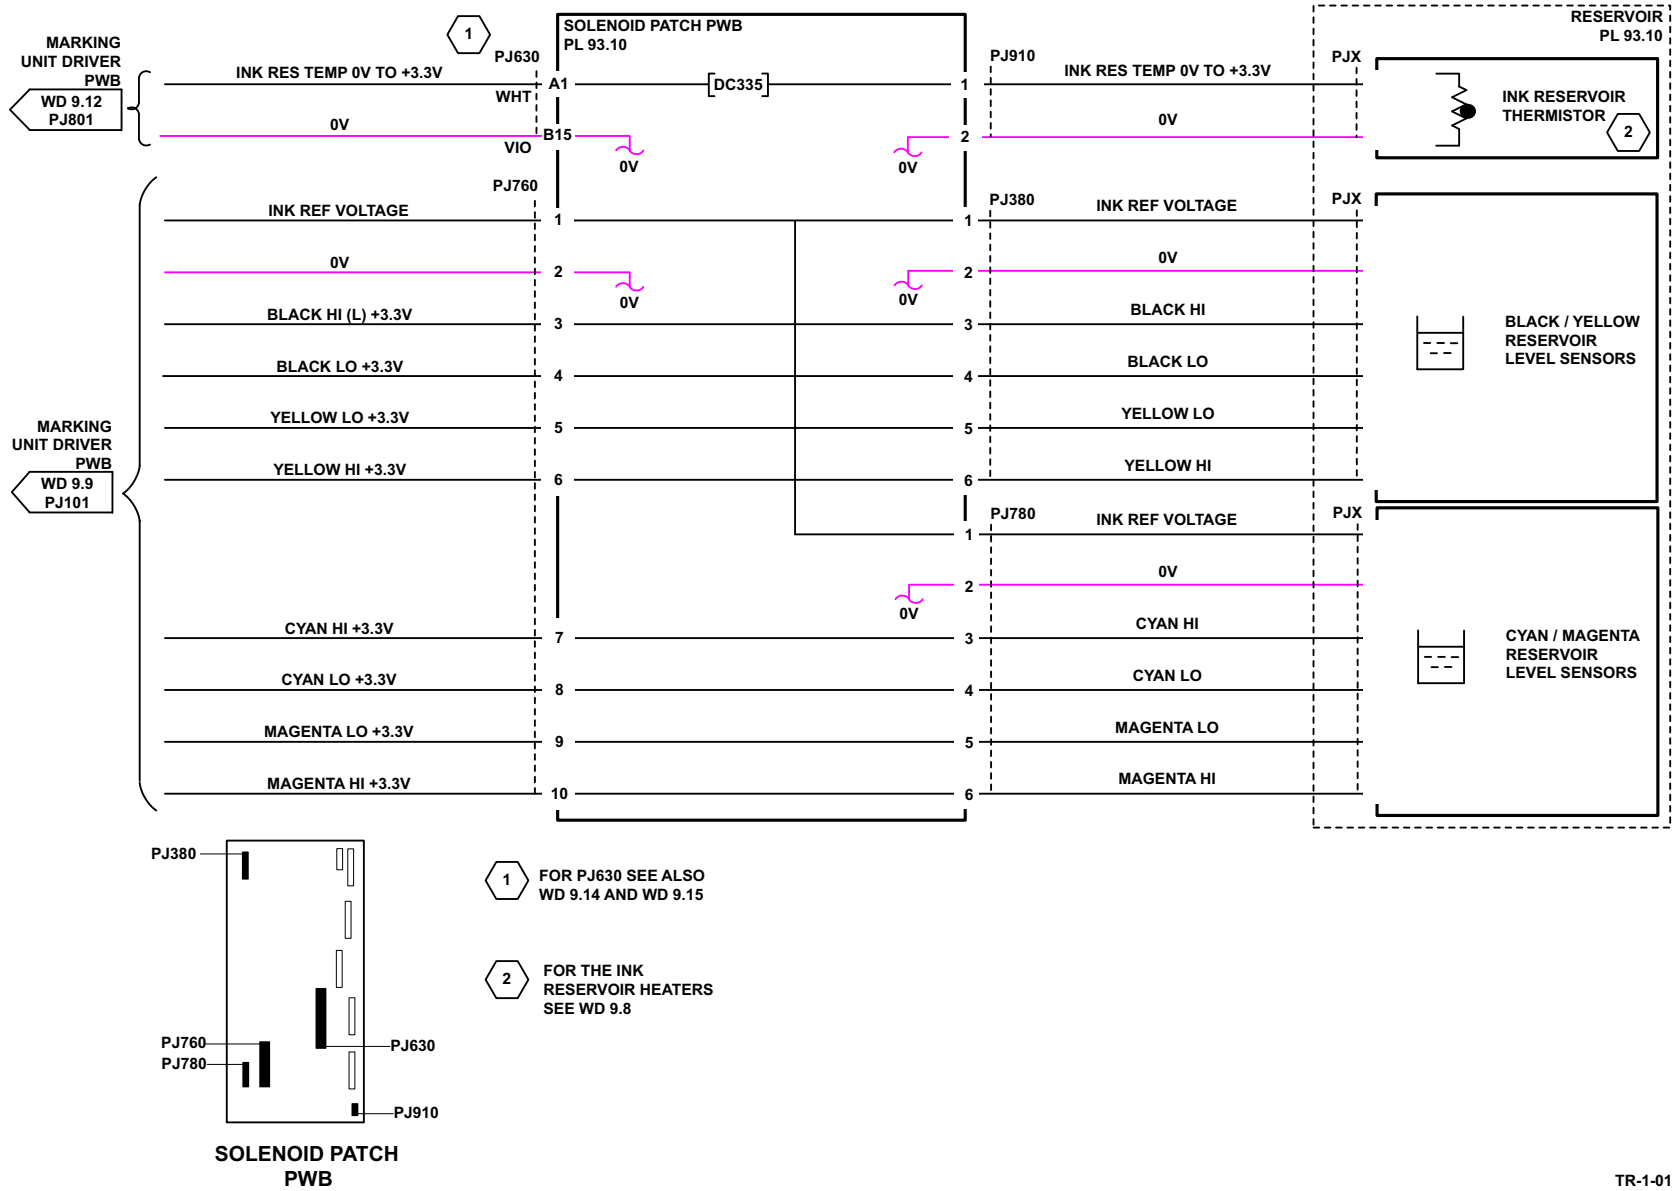 MARKING
UNIT DRIVER
PWB
WD 9.12
PJ801
1
PJ630
SOLENOID PATCH PWB
PL 93.10
PJ910
PJX
RESERVOIR
PL 93.10
INK RES TEMP 0V TO +3.3V
WHT
A1
[DC335]
1
INK RES TEMP 0V TO +3.3V
INK RESERVOIR
THERMISTOR
2
0V
VIO
B15
0V
0V
2
0V
PJ760
PJ380
PJX
INK REF VOLTAGE
1
1
INK REF VOLTAGE
0V
2
0V
0V
2
0V
BLACK HI (L) +3.3V
3
3
BLACK HI
BLACK / YELLOW
RESERVOIR
LEVEL SENSORS
BLACK LO +3.3V
4
4
BLACK LO
YELLOW LO +3.3V
5
5
YELLOW LO
MARKING
UNIT DRIVER
PWB
WD 9.9
PJ101
YELLOW HI +3.3V
6
6
YELLOW HI
PJ780
PJX
1
INK REF VOLTAGE
0V
2
0V
CYAN HI +3.3V
7
3
CYAN HI
CYAN / MAGENTA
RESERVOIR
LEVEL SENSORS
CYAN LO +3.3V
8
4
CYAN LO
MAGENTA LO +3.3V
9
5
MAGENTA LO
MAGENTA HI +3.3V
10
6
MAGENTA HI
PJ380
PJ760
PJ780
PJ630
PJ910
SOLENOID PATCH
PWB
1
FOR PJ630 SEE ALSO
WD 9.14 AND WD 9.15
2
FOR THE INK
RESERVOIR HEATERS
SEE WD 9.8
TR-1-01